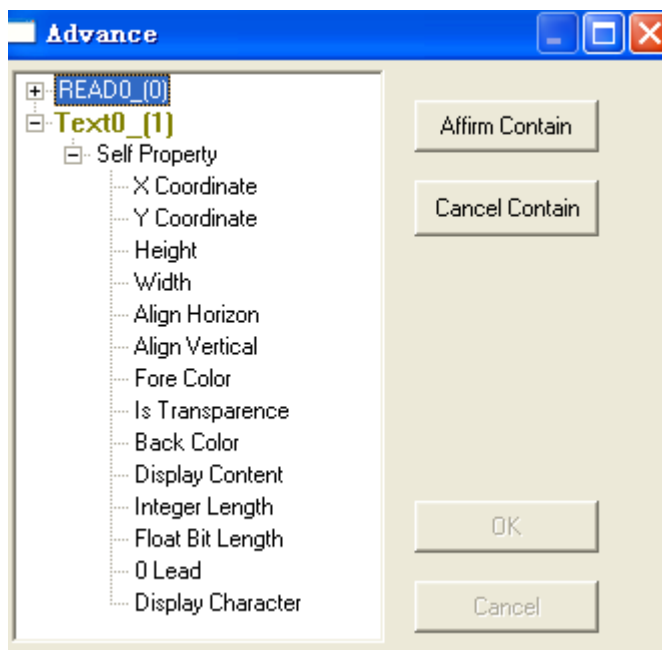 Advance
READ0_(0)
Text0_(1)
Self Property
X Coordinate
Y Coordinate
Height
Width
Align Horizon
Align Vertical
Fore Color
Is Transparence
Back Color
Display Content
Integer Length
Float Bit Length
0 Lead
Display Character
Affirm Contain
Cancel Contain
OK
Cancel